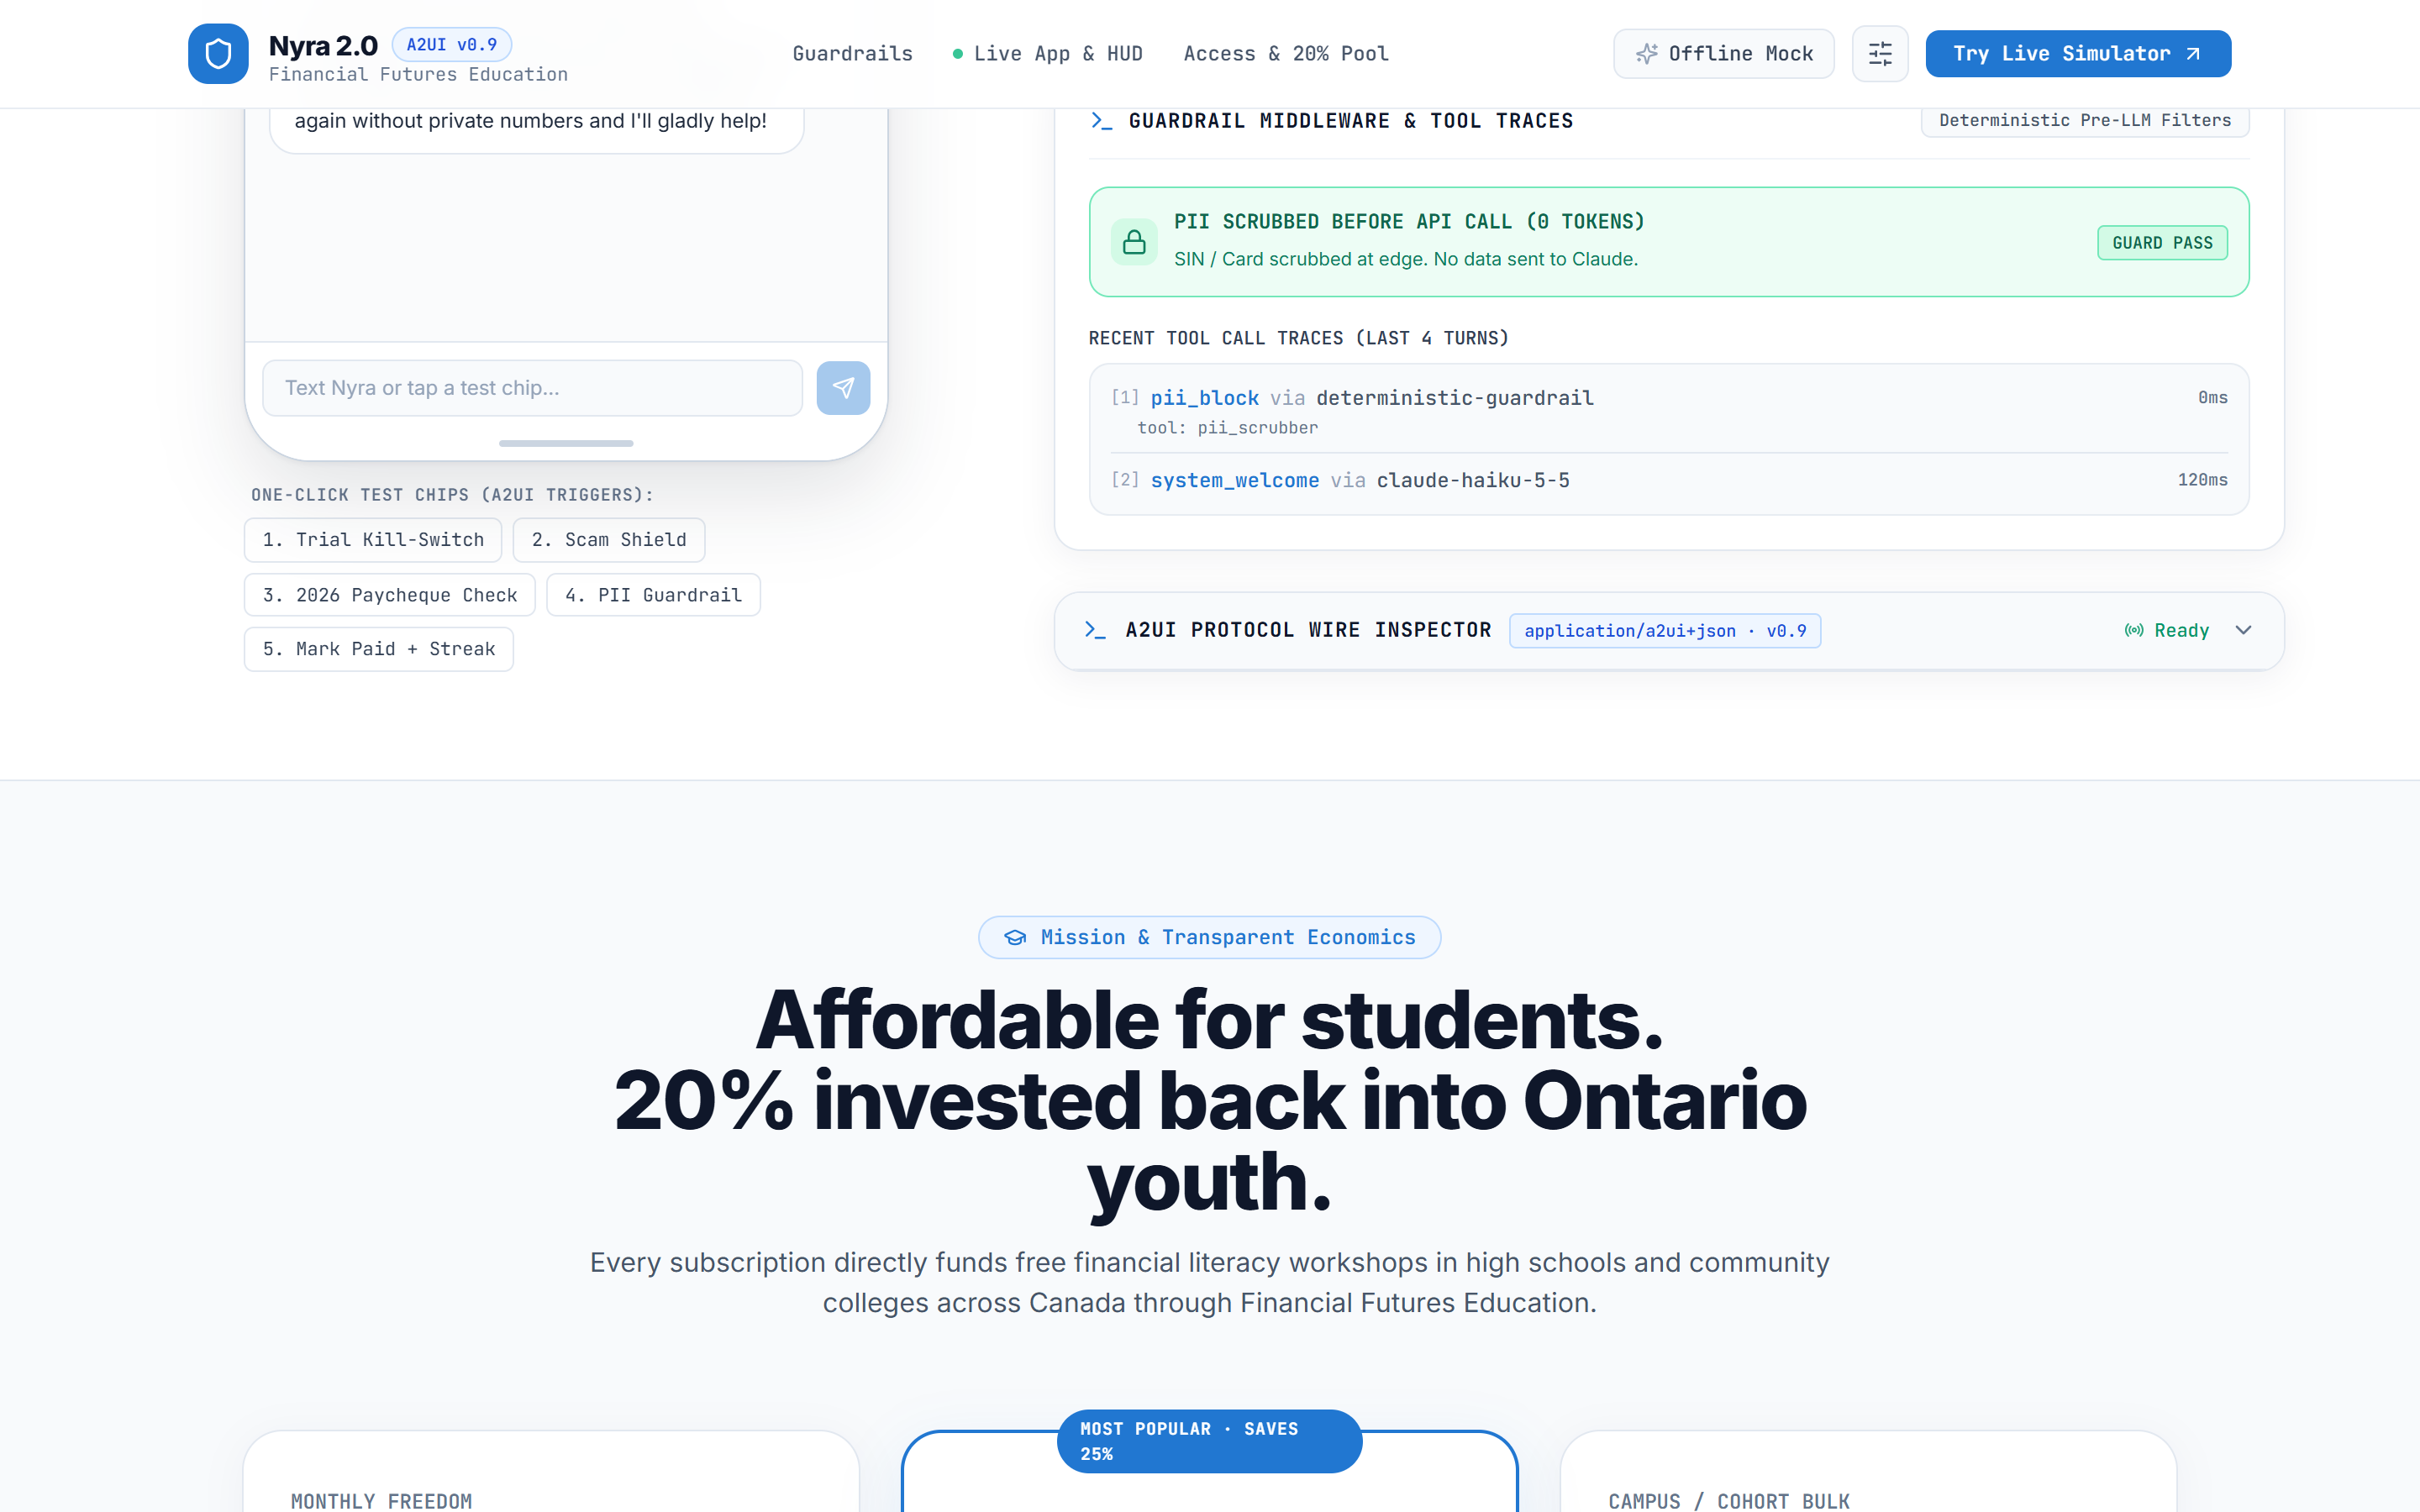 Nyra 2.0
A2UI v0.9
Financial Futures Education
Guardrails
Live App & HUD
Access & 20% Pool
Offline Mock
Try Live Simulator
again without private numbers and I'll gladly help!
Text Nyra or tap a test chip...
ONE-CLICK TEST CHIPS (A2UI TRIGGERS):
1. Trial Kill-Switch
2. Scam Shield
3. 2026 Paycheque Check
4. PII Guardrail
5. Mark Paid + Streak
GUARDRAIL MIDDLEWARE & TOOL TRACES
Deterministic Pre-LLM Filters
PII SCRUBBED BEFORE API CALL (0 TOKENS)
SIN / Card scrubbed at edge. No data sent to Claude.
GUARD PASS
RECENT TOOL CALL TRACES (LAST 4 TURNS)
[1] pii_block via deterministic-guardrail
0ms
tool: pii_scrubber
[2] system_welcome via claude-haiku-5-5
120ms
A2UI PROTOCOL WIRE INSPECTOR
application/a2ui+json · v0.9
Ready
Mission & Transparent Economics
Affordable for students.
20% invested back into Ontario
youth.
Every subscription directly funds free financial literacy workshops in high schools and community
colleges across Canada through Financial Futures Education.
MONTHLY FREEDOM
MOST POPULAR · SAVES
25%
CAMPUS / COHORT BULK